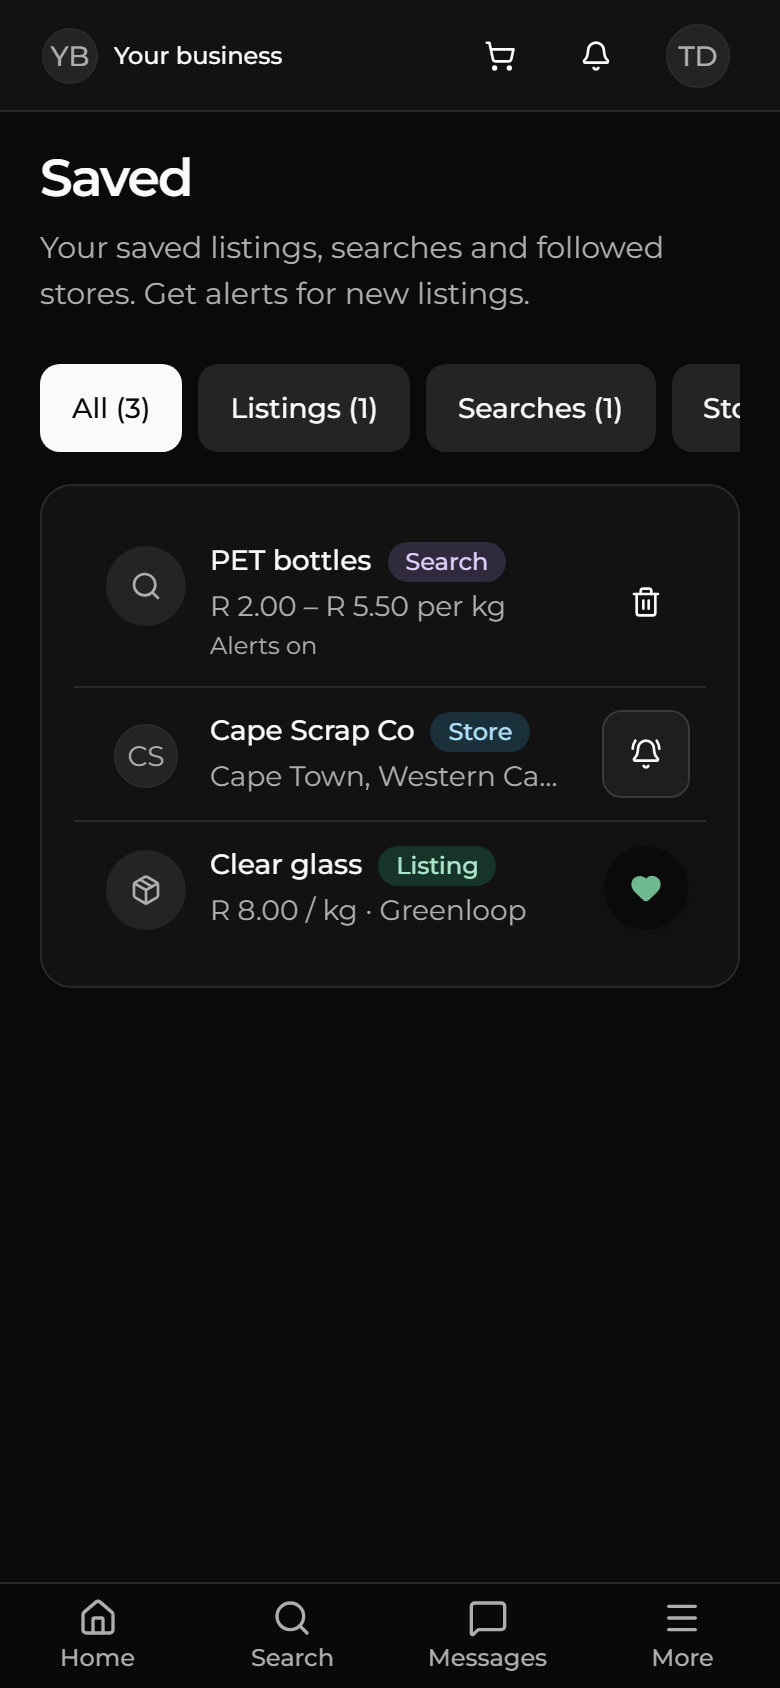 YB Your business TD
Saved
Your saved listings, searches and followed
stores. Get alerts for new listings.
All (3) Listings (1) Searches (1) Sto
PET bottles Search
R 2.00 – R 5.50 per kg
Alerts on
CS Cape Scrap Co Store
Cape Town, Western Ca...
Clear glass Listing
R 8.00 / kg · Greenloop
Home Search Messages More